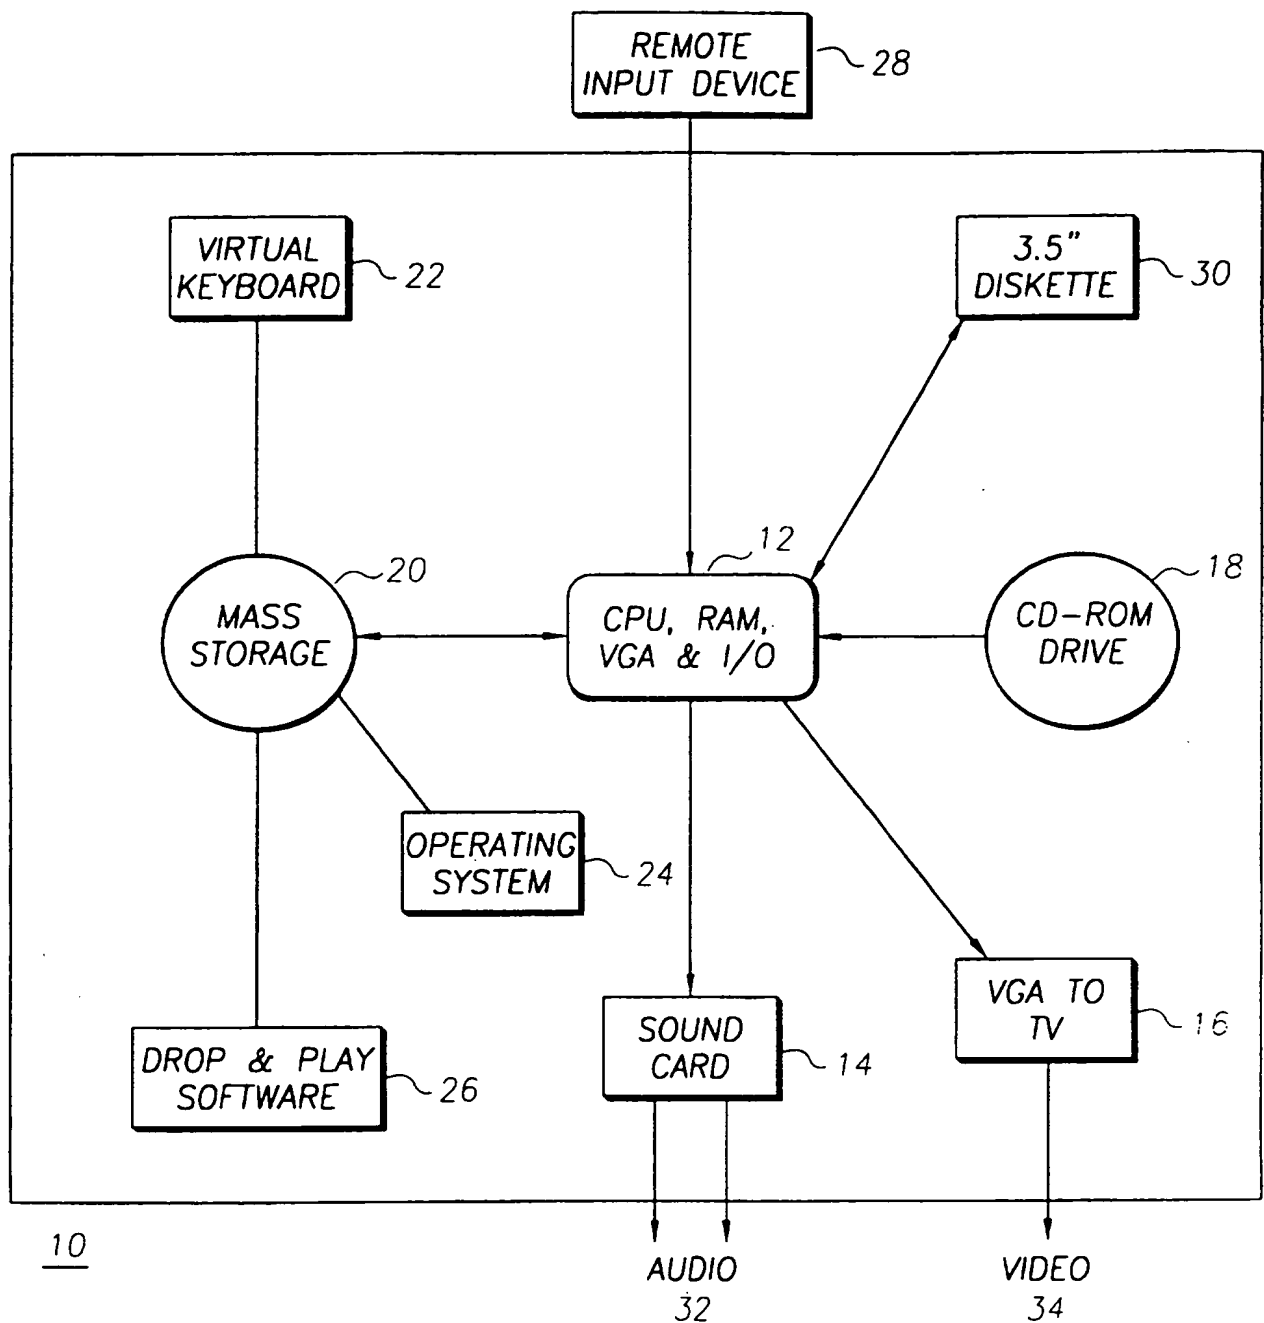 REMOTE
INPUT DEVICE
28
VIRTUAL
KEYBOARD
22
3.5"
DISKETTE
30
12
20
18
MASS
STORAGE
CPU, RAM,
VGA & I/O
CD-ROM
DRIVE
OPERATING
SYSTEM
24
VGA TO
TV
16
SOUND
CARD
14
DROP & PLAY
SOFTWARE
26
10
AUDIO
32
VIDEO
34